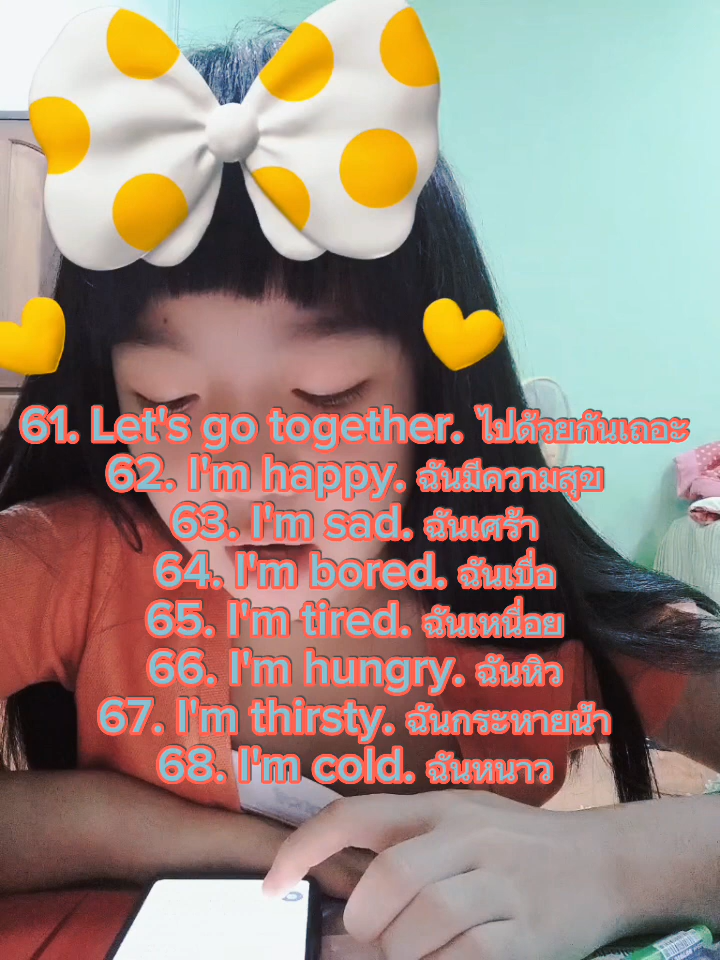 61. Let's go together. ไปด้วยกันเถอะ
62. I'm happy. ฉันมีความสุข
63. I'm sad. ฉันเศร้า
64. I'm bored. ฉันเบื่อ
65. I'm tired. ฉันเหนื่อย
66. I'm hungry. ฉันหิว
67. I'm thirsty. ฉันกระหายน้ำ
68. I'm cold. ฉันหนาว